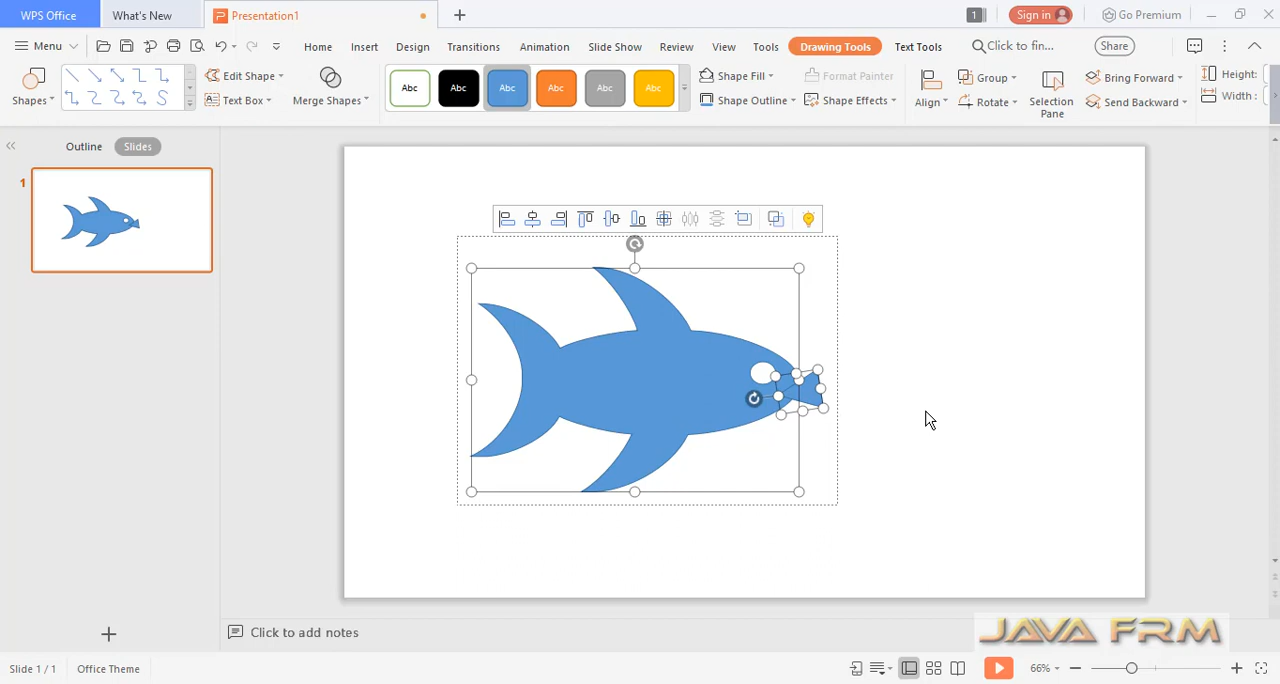 WPS Office
What's New
Presentation1
1
Sign in
Go Premium
Menu
Home
Insert
Design
Transitions
Animation
Slide Show
Review
View
Tools
Drawing Tools
Text Tools
Click to fin...
Share
Shapes
Edit Shape
Text Box
Merge Shapes
Abc
Abc
Abc
Abc
Abc
Abc
Shape Fill
Shape Outline
Format Painter
Shape Effects
Align
Group
Rotate
Selection
Pane
Bring Forward
Send Backward
Height:
Width :
Outline
Slides
1
Click to add notes
JAVA FRM
Slide 1 / 1
Office Theme
66%